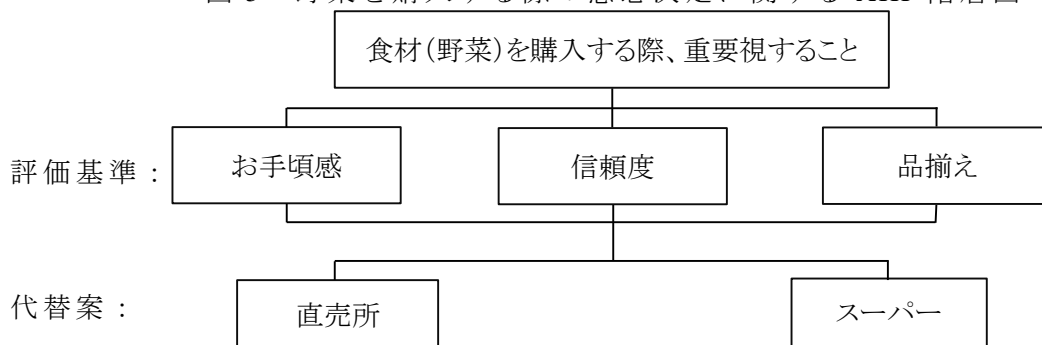 食材(野菜)を購入する際、重要視すること
評価基準： お手頃感 信頼度 品揃え
代替案： 直売所 スーパー